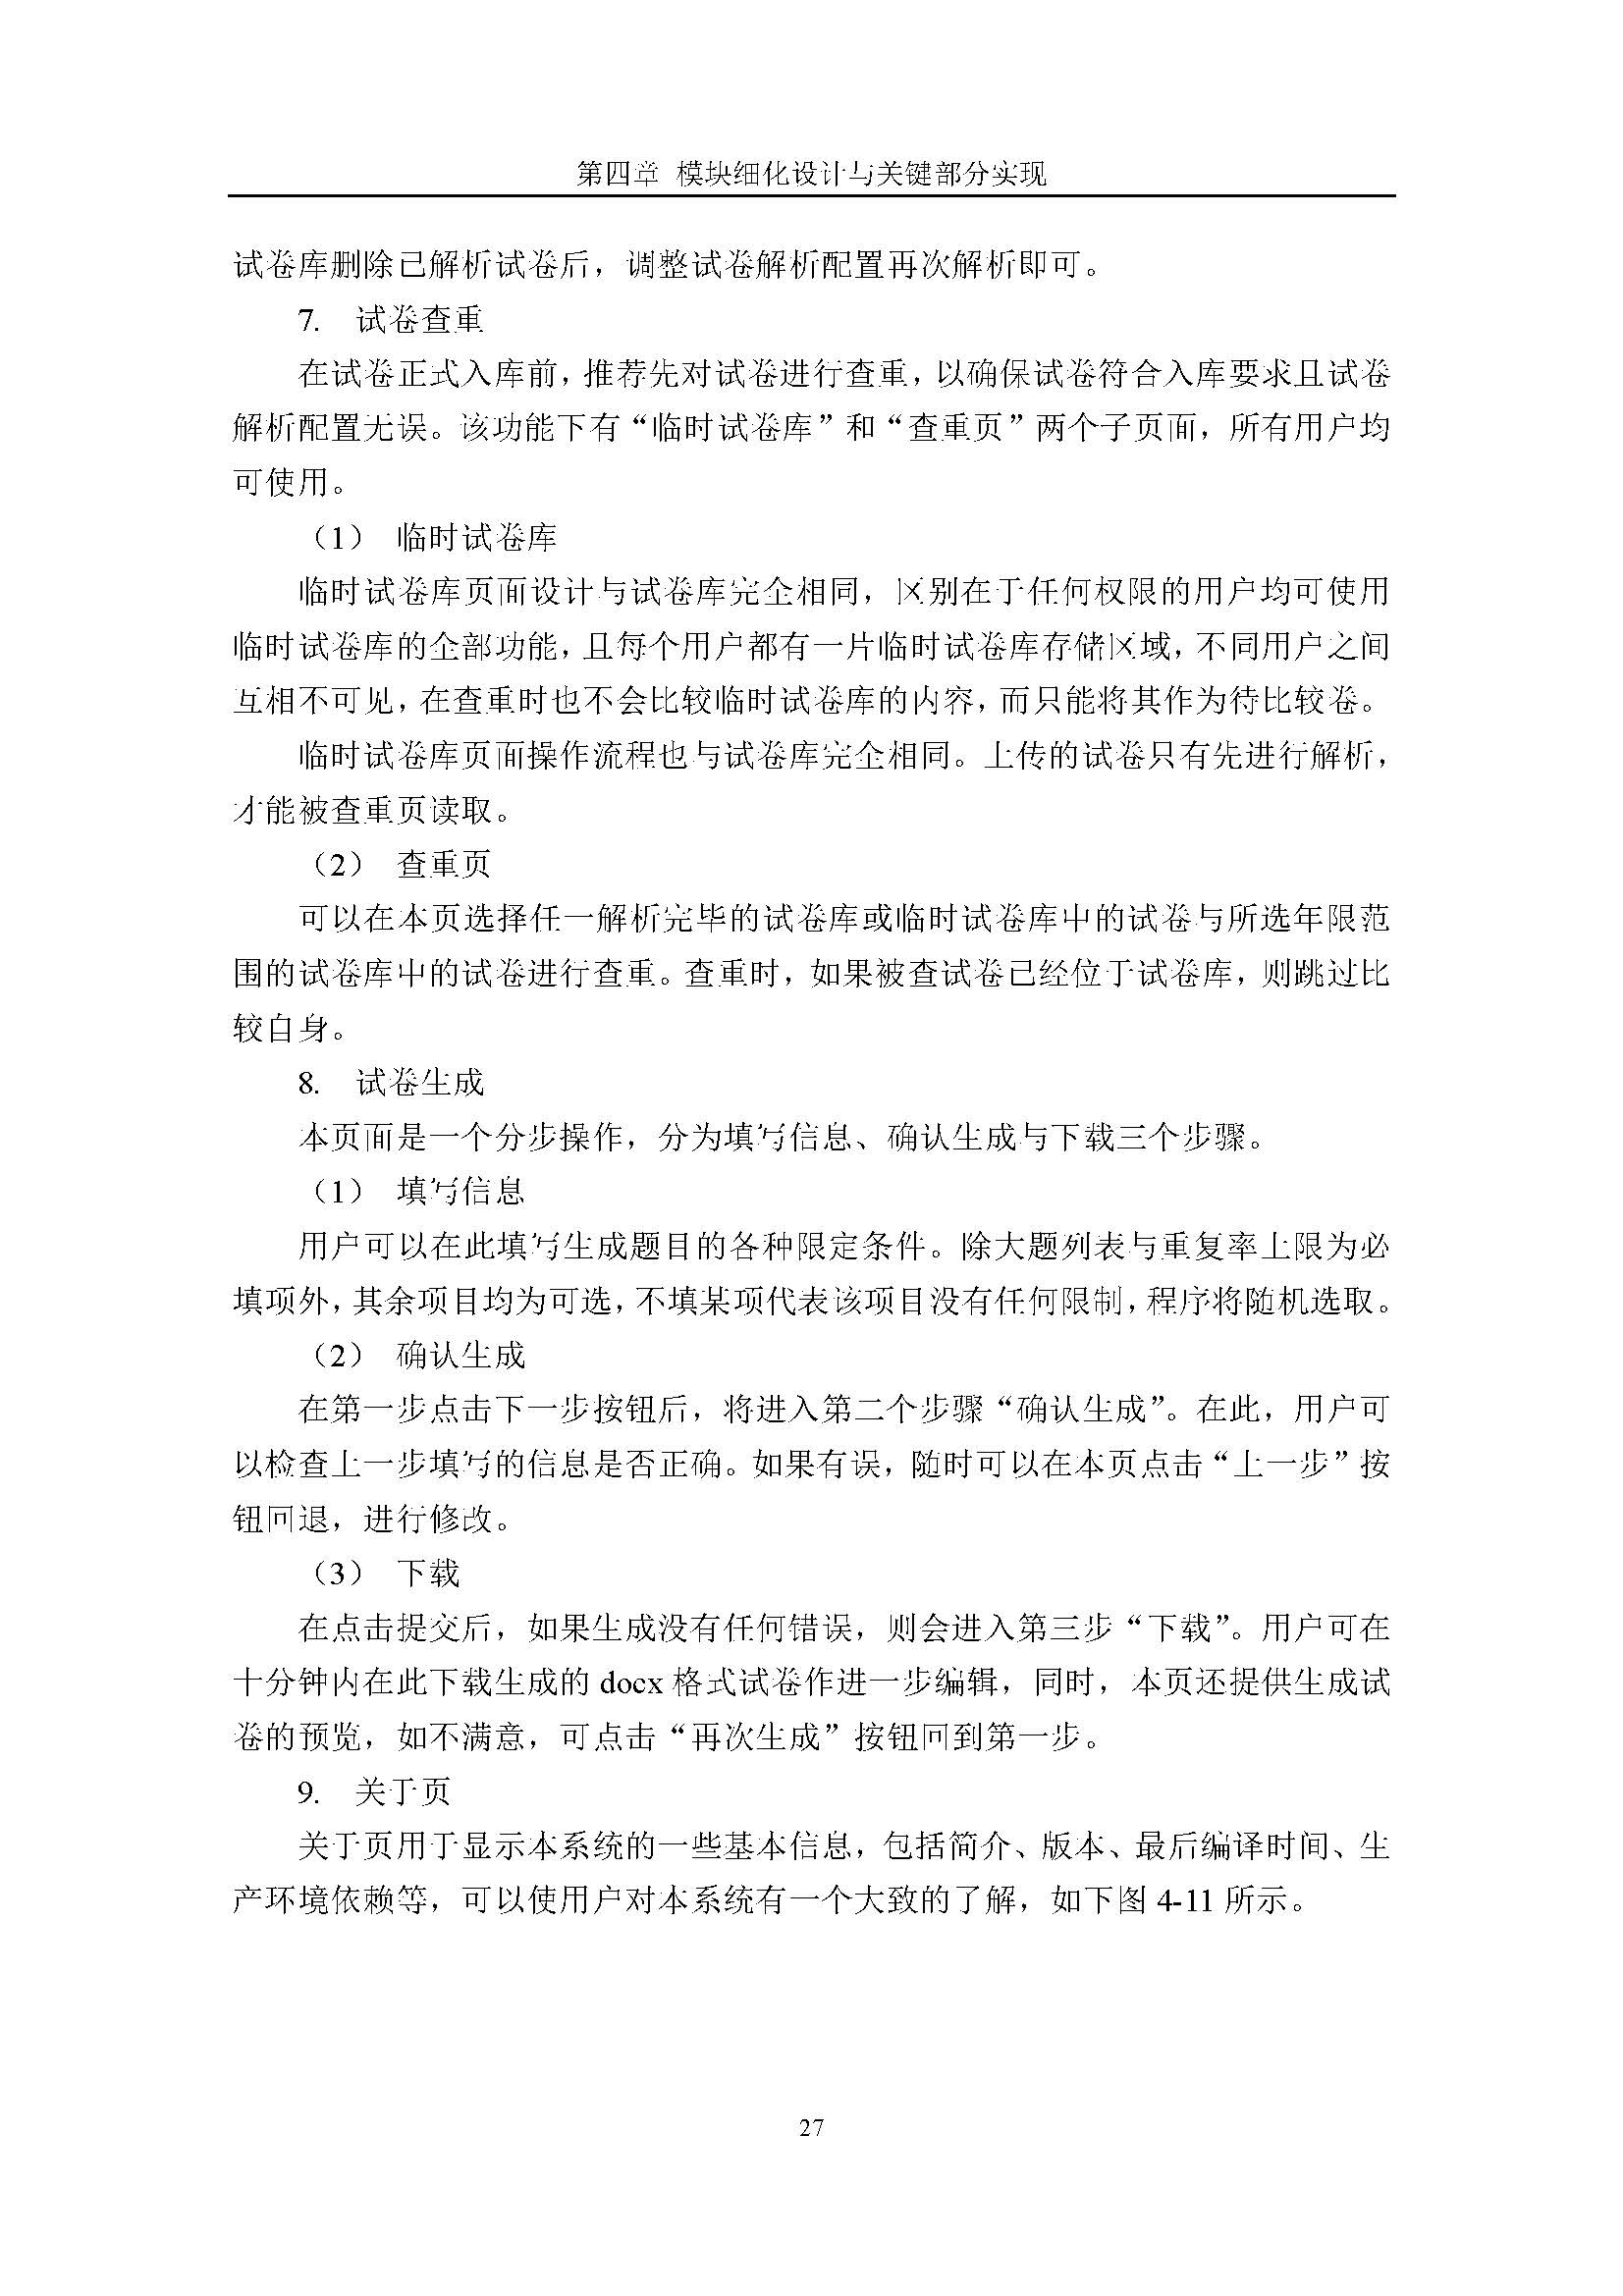 第四章 模块细化设计与关键部分实现
试卷库删除已解析试卷后，调整试卷解析配置再次解析即可。
7. 试卷查重
在试卷正式入库前，推荐先对试卷进行查重，以确保试卷符合入库要求且试卷
解析配置无误。该功能下有“临时试卷库”和“查重页”两个子页面，所有用户均
可使用。
（1） 临时试卷库
临时试卷库页面设计与试卷库完全相同，区别在于任何权限的用户均可使用
临时试卷库的全部功能，且每个用户都有一片临时试卷库存储区域，不同用户之间
互相不可见，在查重时也不会比较临时试卷库的内容，而只能将其作为待比较卷。
临时试卷库页面操作流程也与试卷库完全相同。上传的试卷只有先进行解析，
才能被查重页读取。
（2） 查重页
可以在本页选择任一解析完毕的试卷库或临时试卷库中的试卷与所选年限范
围的试卷库中的试卷进行查重。查重时，如果被查试卷已经位于试卷库，则跳过比
较自身。
8. 试卷生成
本页面是一个分步操作，分为填写信息、确认生成与下载三个步骤。
（1） 填写信息
用户可以在此填写生成题目的各种限定条件。除大题列表与重复率上限为必
填项外，其余项目均为可选，不填某项代表该项目没有任何限制，程序将随机选取。
（2） 确认生成
在第一步点击下一步按钮后，将进入第二个步骤“确认生成”。在此，用户可
以检查上一步填写的信息是否正确。如果有误，随时可以在本页点击“上一步”按
钮回退，进行修改。
（3） 下载
在点击提交后，如果生成没有任何错误，则会进入第三步“下载”。用户可在
十分钟内在此下载生成的 docx 格式试卷作进一步编辑，同时，本页还提供生成试
卷的预览，如不满意，可点击“再次生成”按钮回到第一步。
9. 关于页
关于页用于显示本系统的一些基本信息，包括简介、版本、最后编译时间、生
产环境依赖等，可以使用户对本系统有一个大致的了解，如下图 4-11 所示。
27